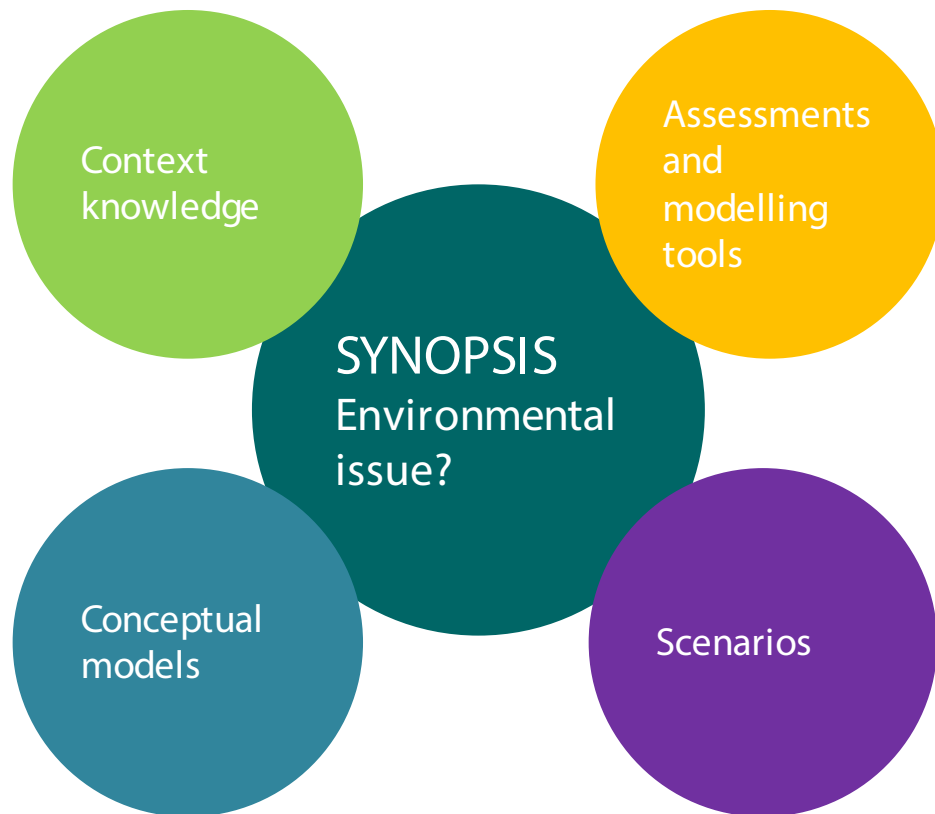 Context
knowledge
Assessments
and
modelling
tools
SYNOPSIS
Environmental
issue?
Conceptual
models
Scenarios